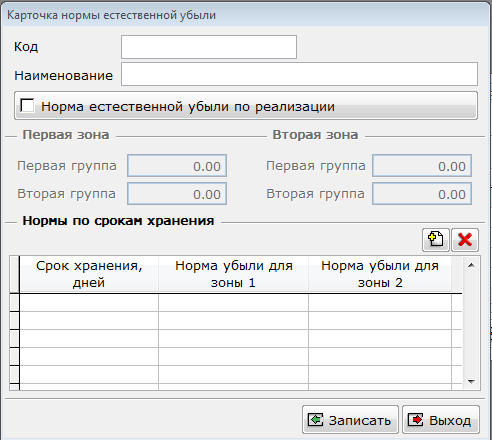 Карточка нормы естественной убыли
Код
Наименование
Норма естественной убыли по реализации
Первая зона Вторая зона
Первая группа 0.00 Первая группа 0.00
Вторая группа 0.00 Вторая группа 0.00
Нормы по срокам хранения
Срок хранения, Норма убыли для Норма убыли для
дней зоны 1 зоны 2
Записать Выход